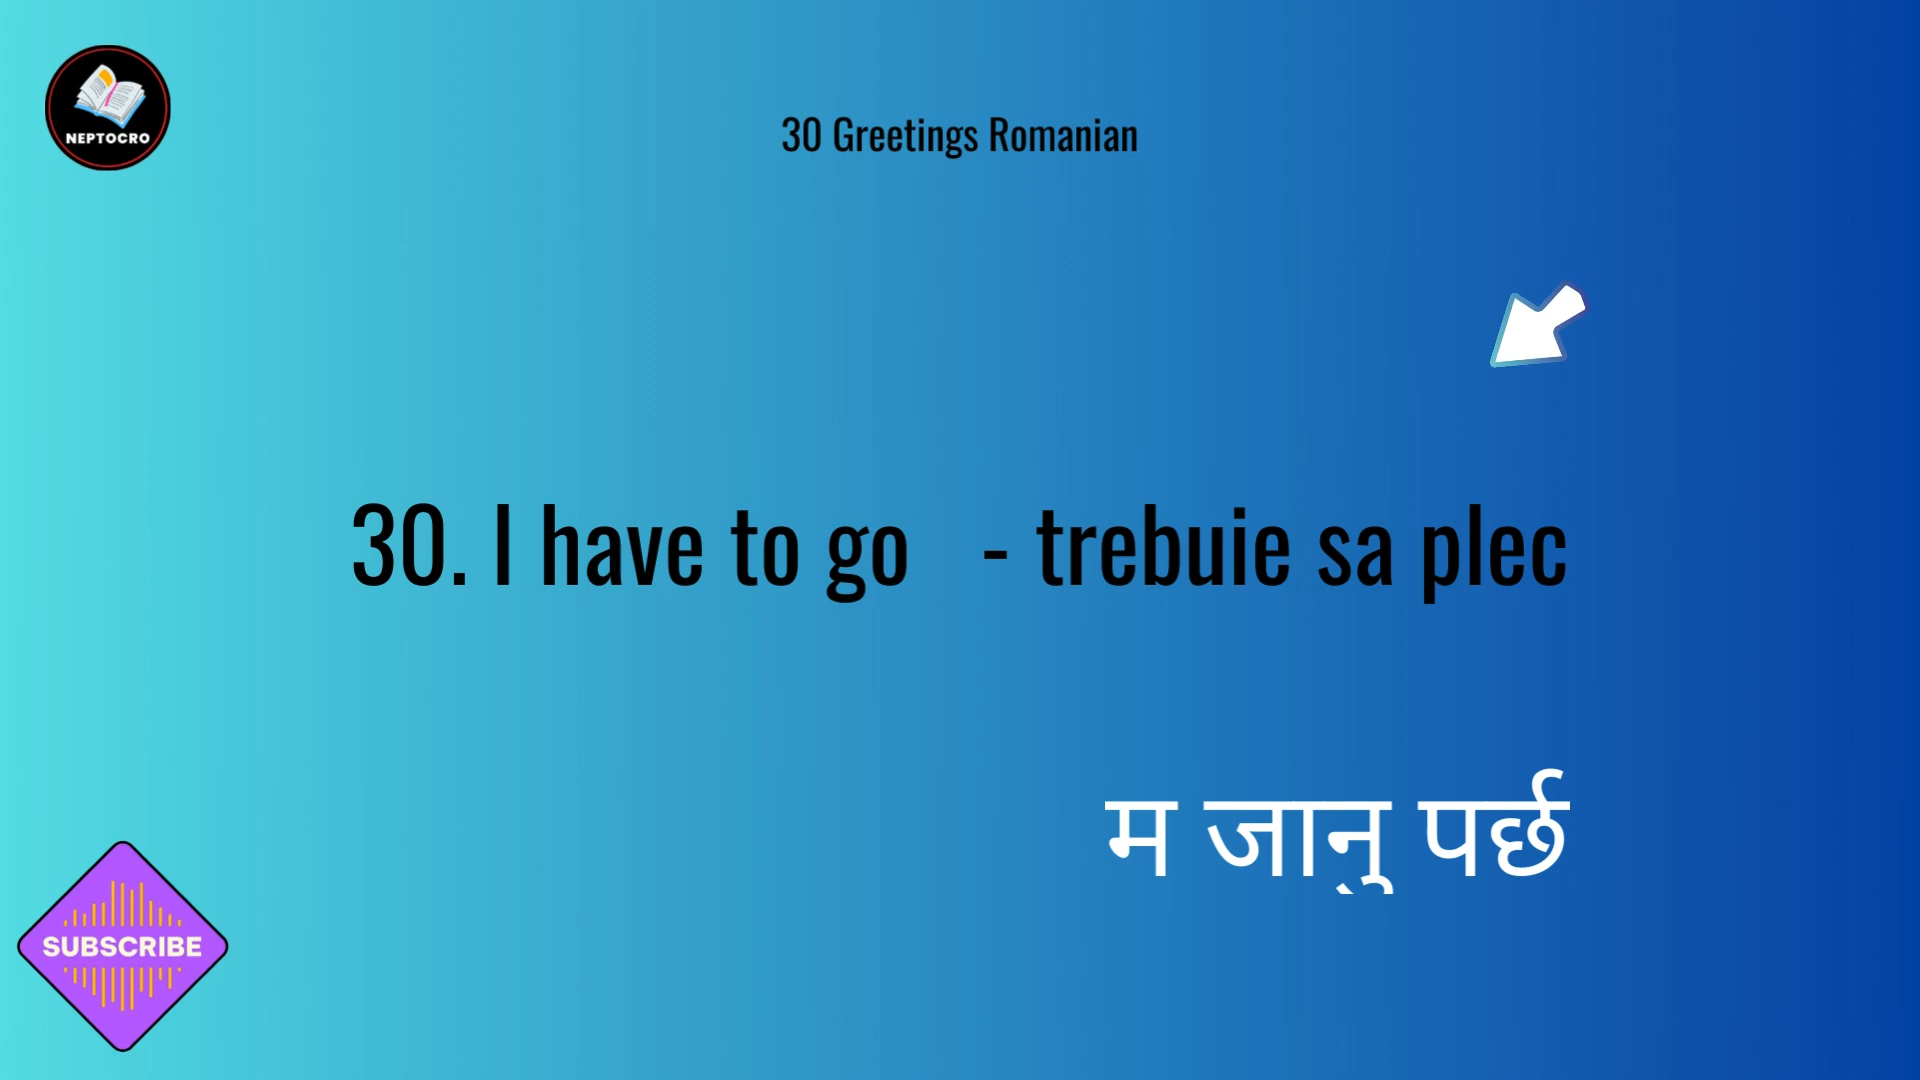 NEPTOCRO
30 Greetings Romanian
30. I have to go - trebuie sa plec
म जानु पर्छ
SUBSCRIBE